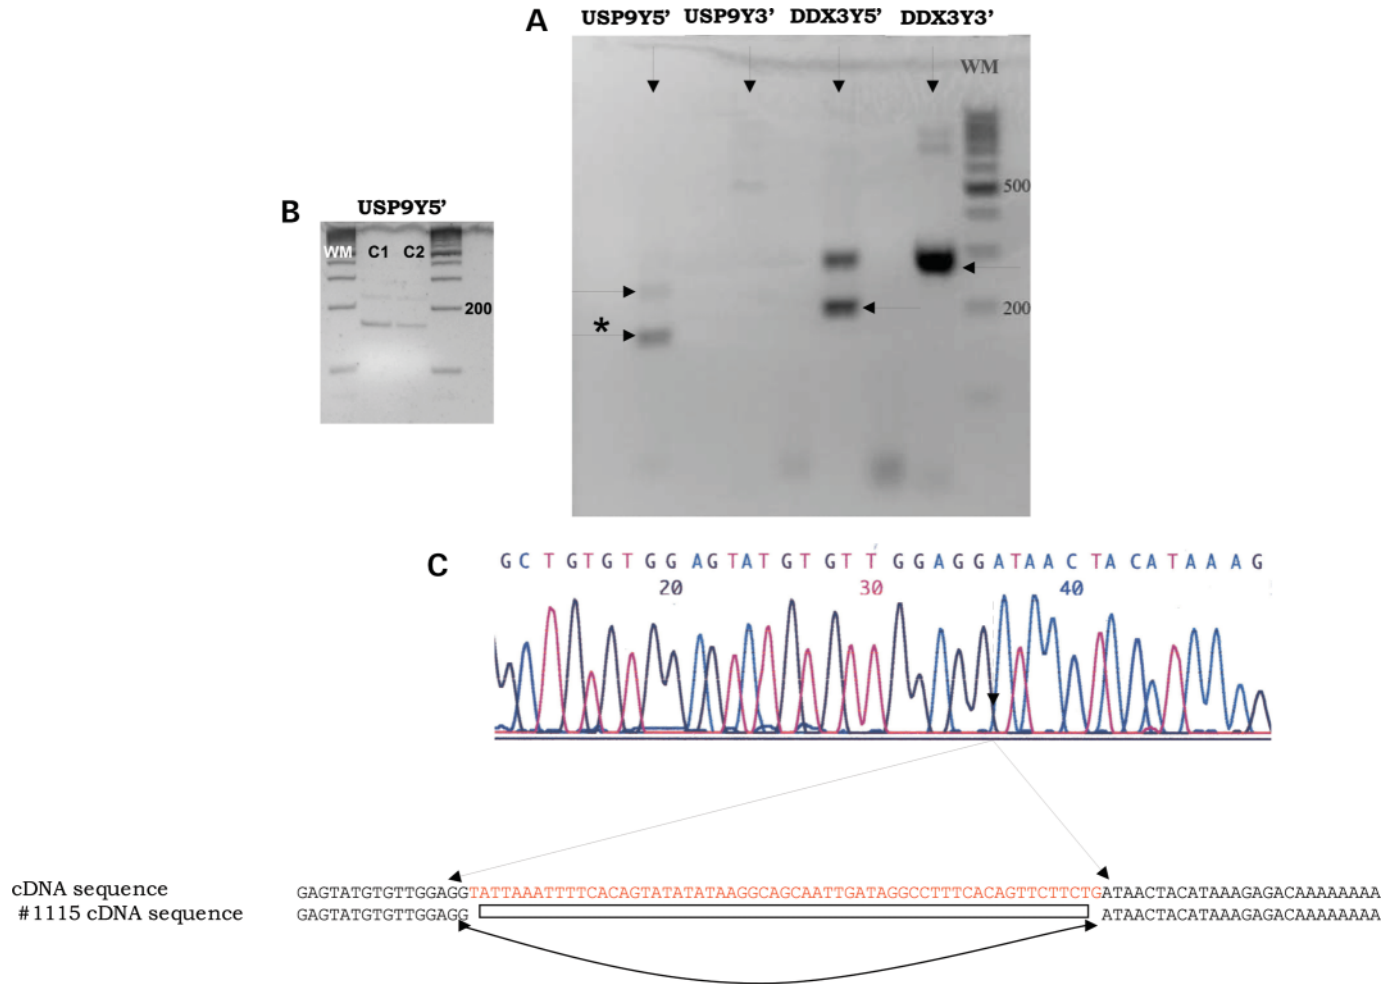 A
USP9Y5’ USP9Y3’ DDX3Y5’ DDX3Y3’
WM
500
200
*
B
USP9Y5’
WM C1 C2
200
C
G C T G T G T G G A G T A T G T G T T G G A G G A T A A C T A C A T A A A G
20 30 40
cDNA sequence GAGTATGTGTTGGAGGTATTAAATTTTCACAGTATATATAAGGCAGCAATTGATAGGCCTTTCACAGTTCTTCTGATAACTACATAAAGAGACAAAAAAAA
#1115 cDNA sequence GAGTATGTGTTGGAGG ATAACTACATAAAGAGACAAAAAAAA